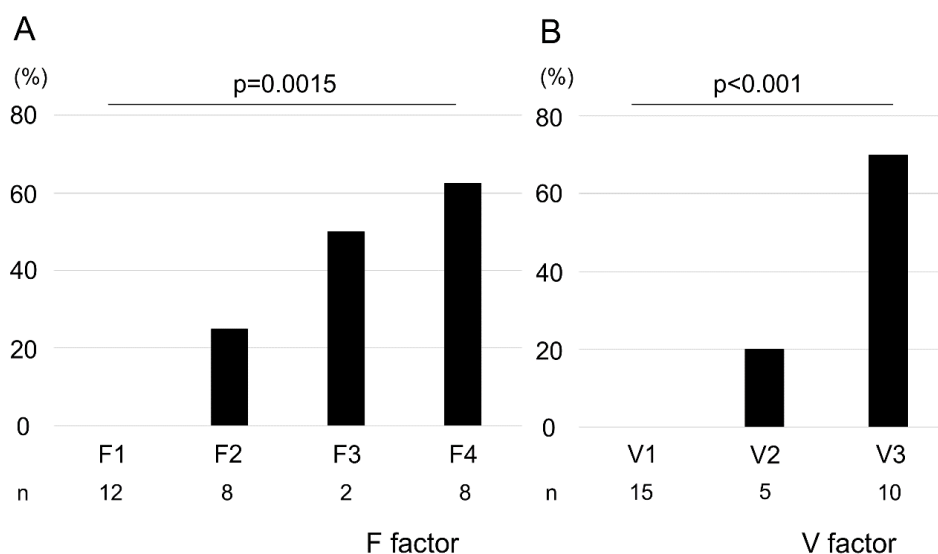 A
(%)
p=0.0015
80
60
40
20
0
F1 F2 F3 F4
n 12 8 2 8
F factor
B
(%)
p<0.001
80
60
40
20
0
V1 V2 V3
n 15 5 10
V factor